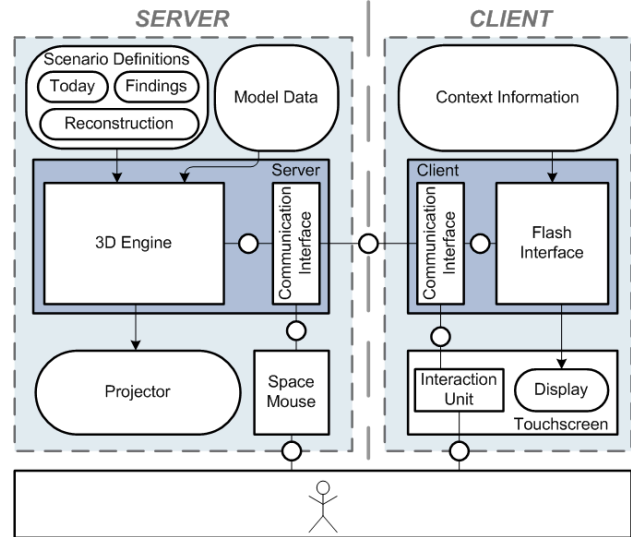 SERVER
CLIENT
Scenario Definitions
Today
Findings
Reconstruction
Model Data
Context Information
Server
3D Engine
Communication
Interface
Client
Communication
Interface
Flash
Interface
Projector
Space
Mouse
Interaction
Unit
Display
Touchscreen